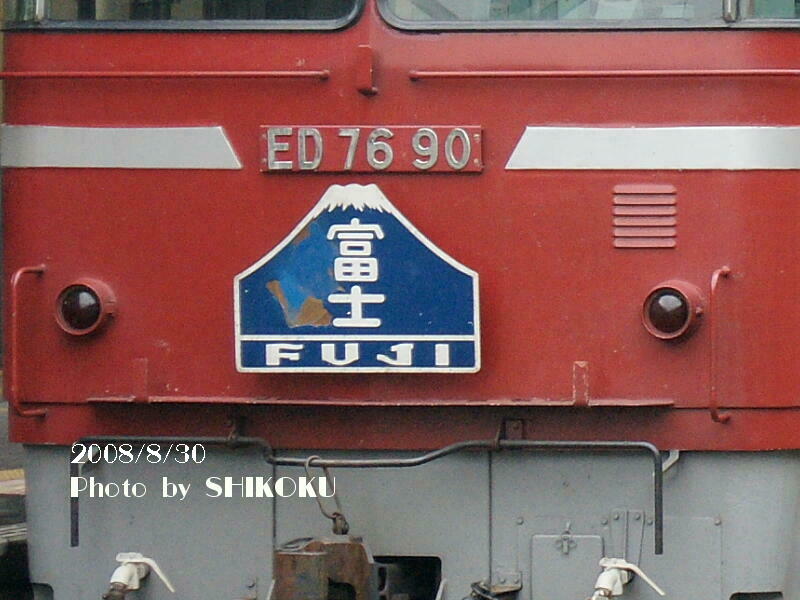 ED 76 90
富士
FUJI
2008/8/30
Photo by SHIKOKU